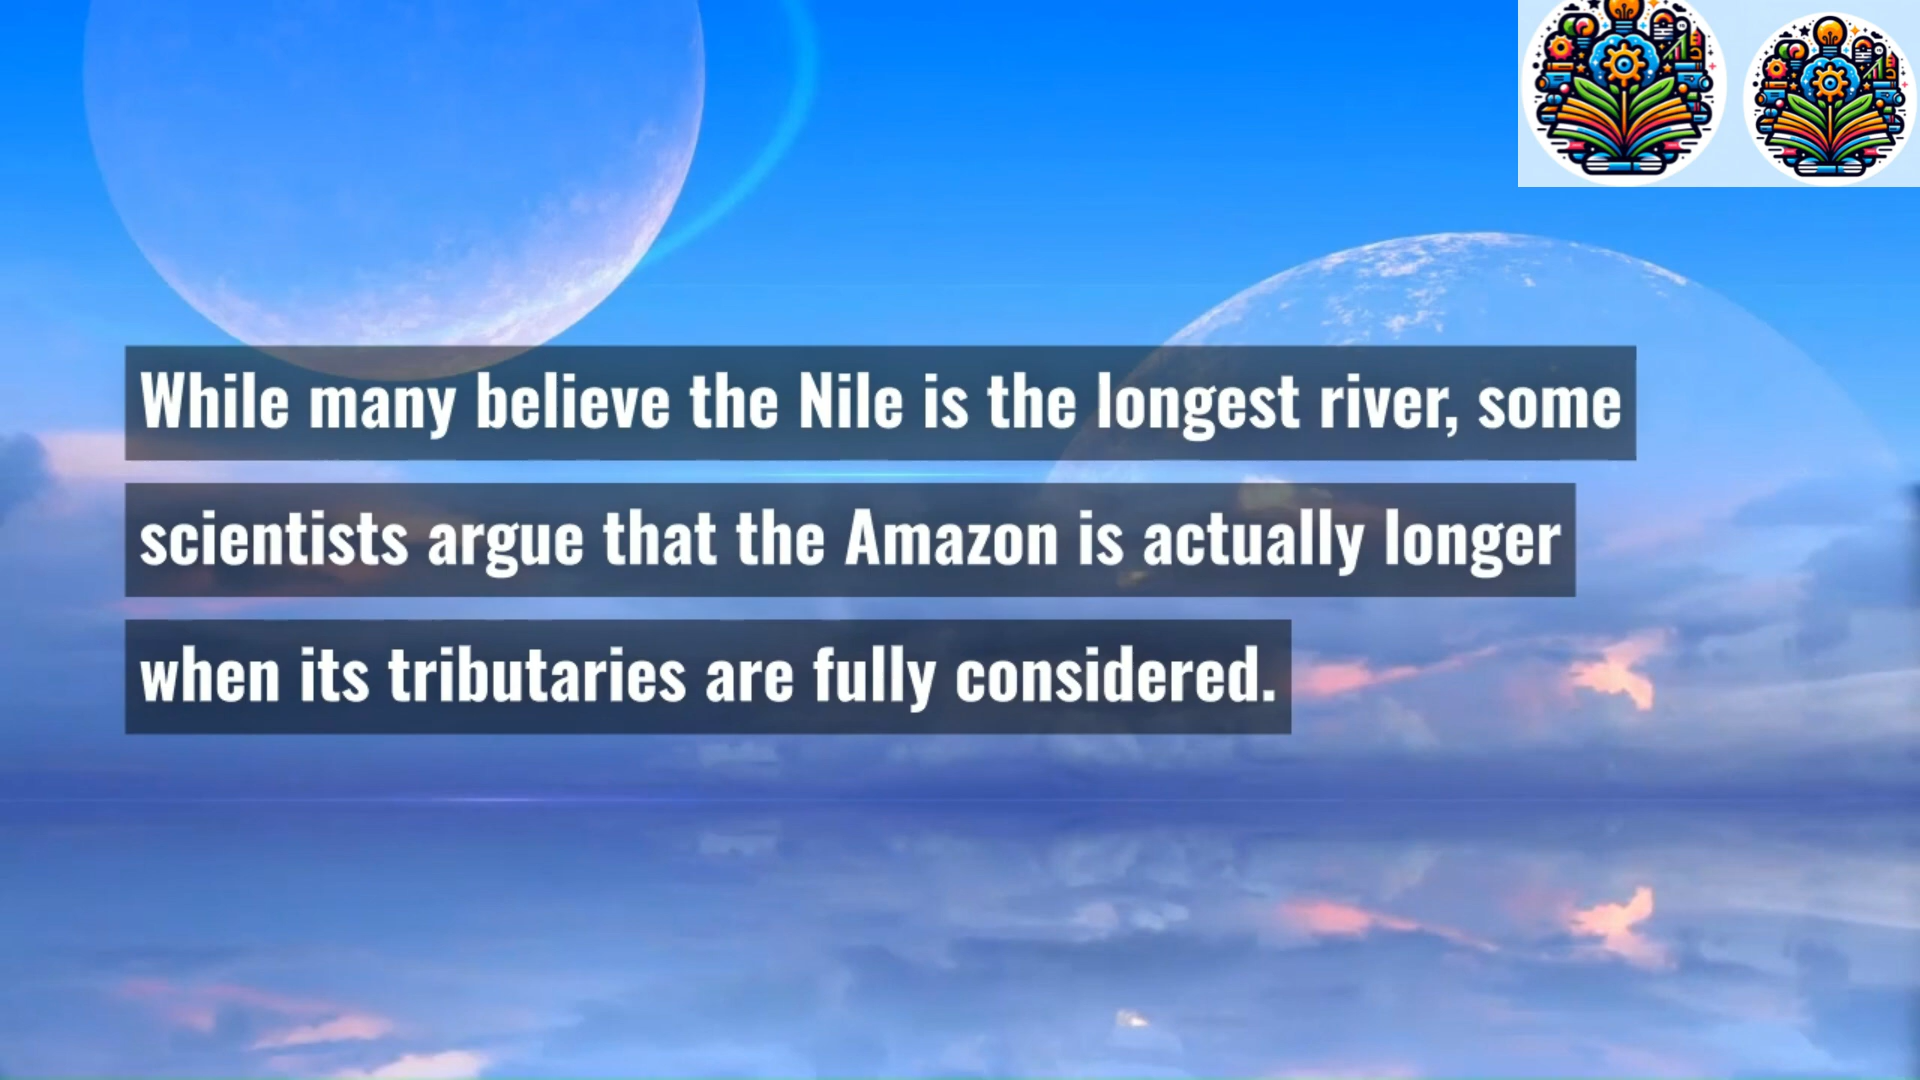 While many believe the Nile is the longest river, some
scientists argue that the Amazon is actually longer
when its tributaries are fully considered.